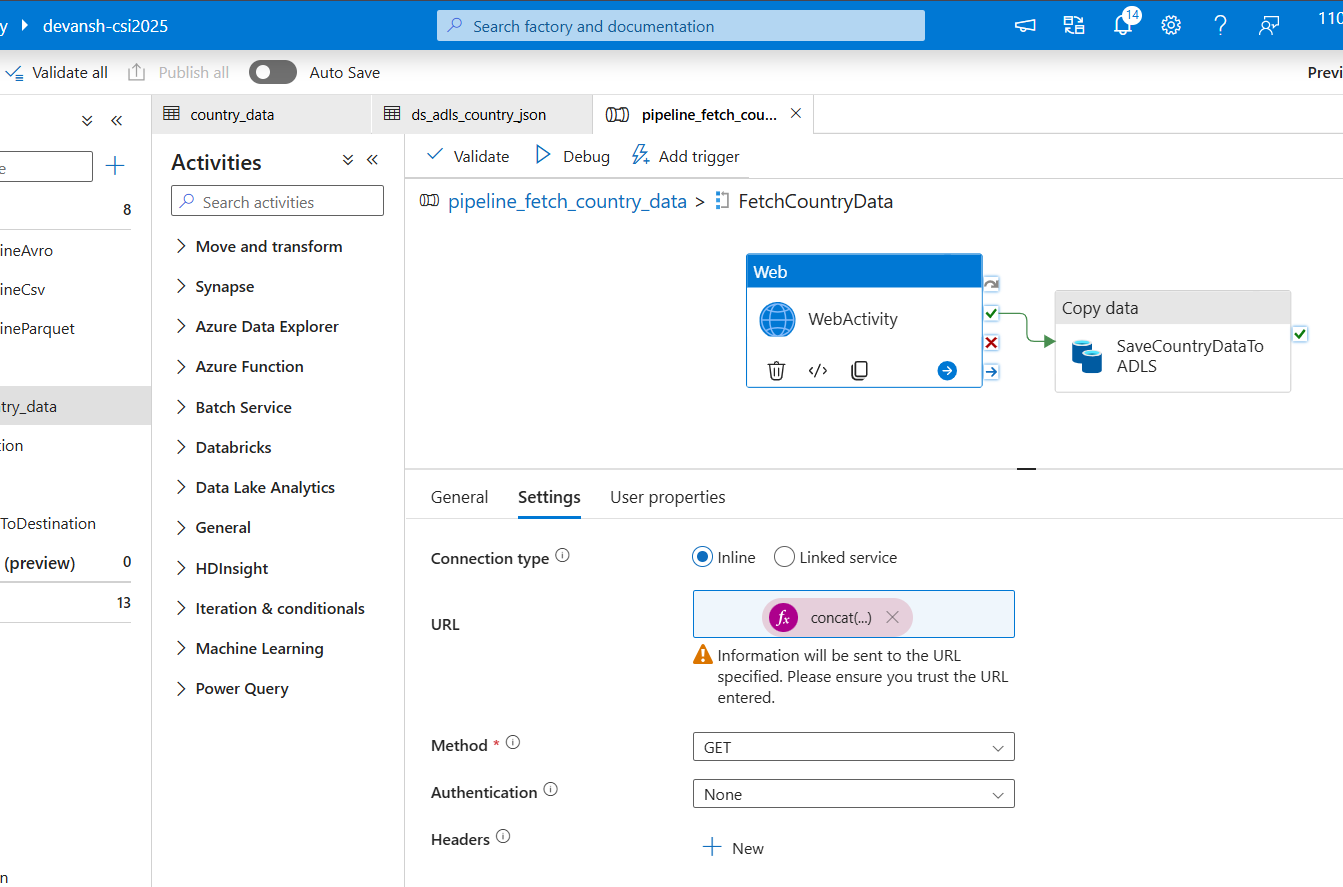 y devansh-csi2025
Search factory and documentation
14
110
Validate all Publish all Auto Save
Previ
country_data ds_adls_country_json pipeline_fetch_cou...
e
8
ineAvro
ineCsv
ineParquet
try_data
ion
ToDestination
(preview) 0
13
n
Activities
Search activities
Move and transform
Synapse
Azure Data Explorer
Azure Function
Batch Service
Databricks
Data Lake Analytics
General
HDInsight
Iteration & conditionals
Machine Learning
Power Query
Validate Debug Add trigger
pipeline_fetch_country_data > FetchCountryData
Web
WebActivity
</>
Copy data
SaveCountryDataTo
ADLS
General Settings User properties
Connection type Inline Linked service
URL fx concat(...)
Information will be sent to the URL
specified. Please ensure you trust the URL
entered.
Method * GET
Authentication None
Headers New